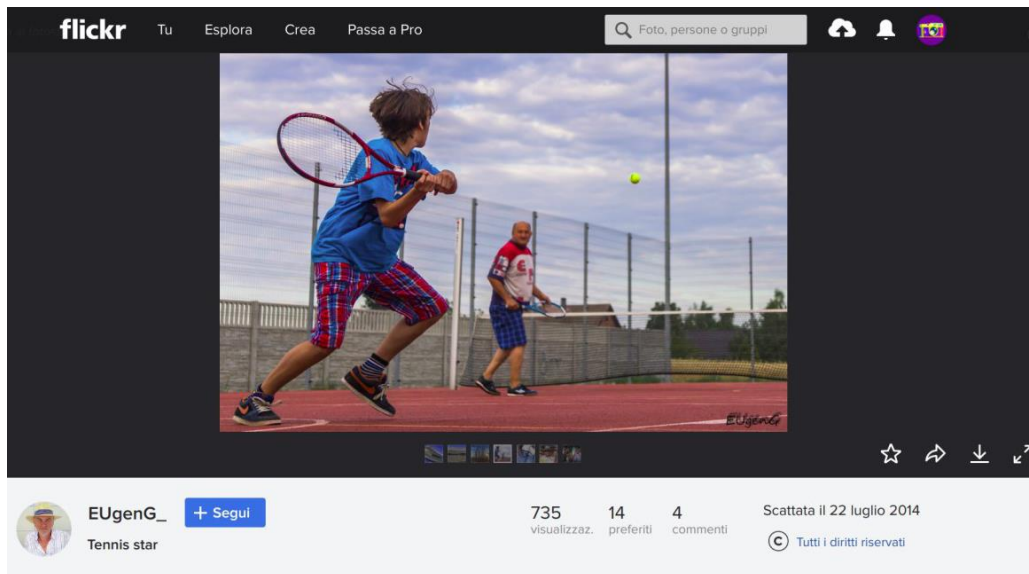 flickr Tu Esplora Crea Passa a Pro Foto, persone o gruppi
EUgenG
EUgenG_ + Segui
Tennis star
735 14 4
visualizzaz. preferiti commenti
Scattata il 22 luglio 2014
C Tutti i diritti riservati